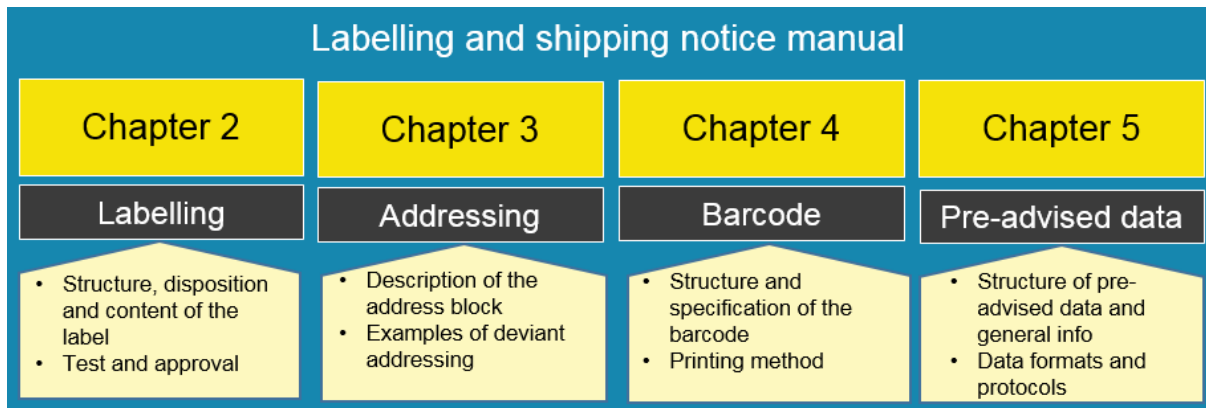 Labelling and shipping notice manual
Chapter 2
Labelling
• Structure, disposition
and content of the
label
• Test and approval
Chapter 3
Addressing
• Description of the
address block
• Examples of deviant
addressing
Chapter 4
Barcode
• Structure and
specification of the
barcode
• Printing method
Chapter 5
Pre-advised data
• Structure of pre-
advised data and
general info
• Data formats and
protocols